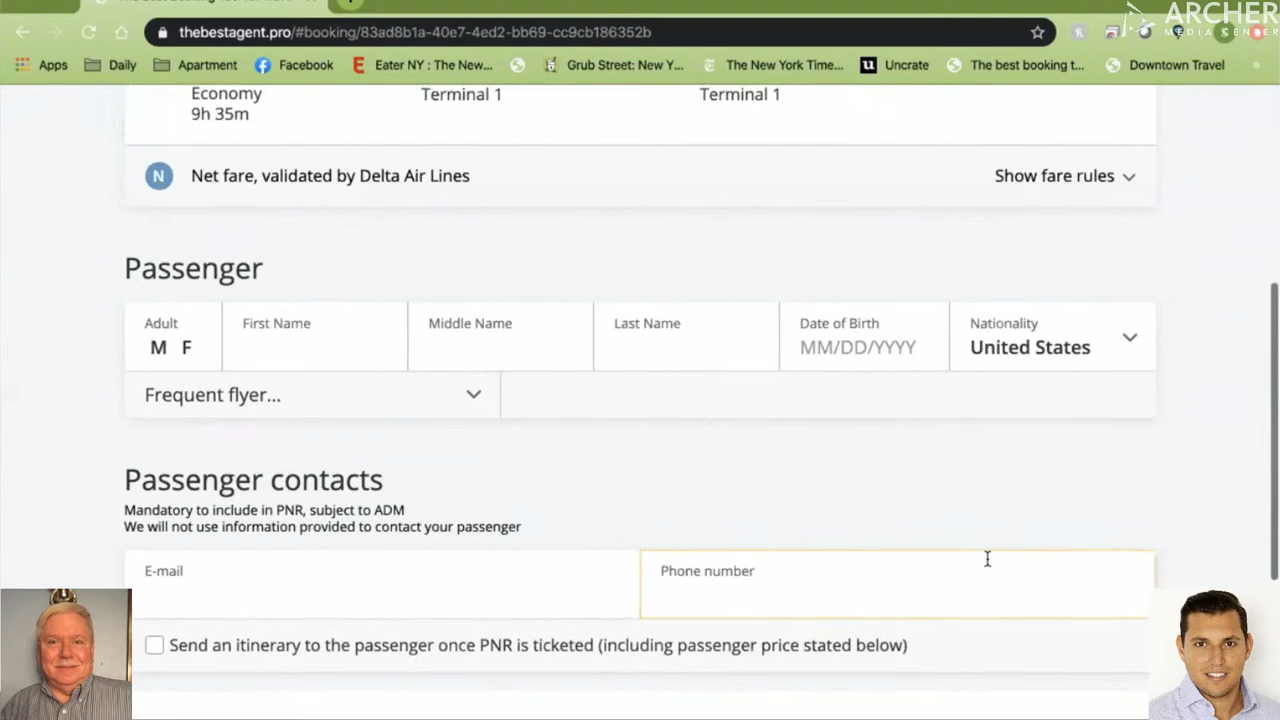 ARCHER
MEDIA CENTER
thebestagent.pro/#booking/83ad8b1a-40e7-4ed2-bb69-cc9cb186352b
Apps Daily Apartment Facebook Eater NY : The New... Grub Street: New Y... The New York Time... Uncrate The best booking t... Downtown Travel »
Economy Terminal 1 Terminal 1
9h 35m
N Net fare, validated by Delta Air Lines Show fare rules
Passenger
Adult First Name Middle Name Last Name Date of Birth Nationality
M F MM/DD/YYYY United States
Frequent flyer...
Passenger contacts
Mandatory to include in PNR, subject to ADM
We will not use information provided to contact your passenger
E-mail Phone number
Send an itinerary to the passenger once PNR is ticketed (including passenger price stated below)